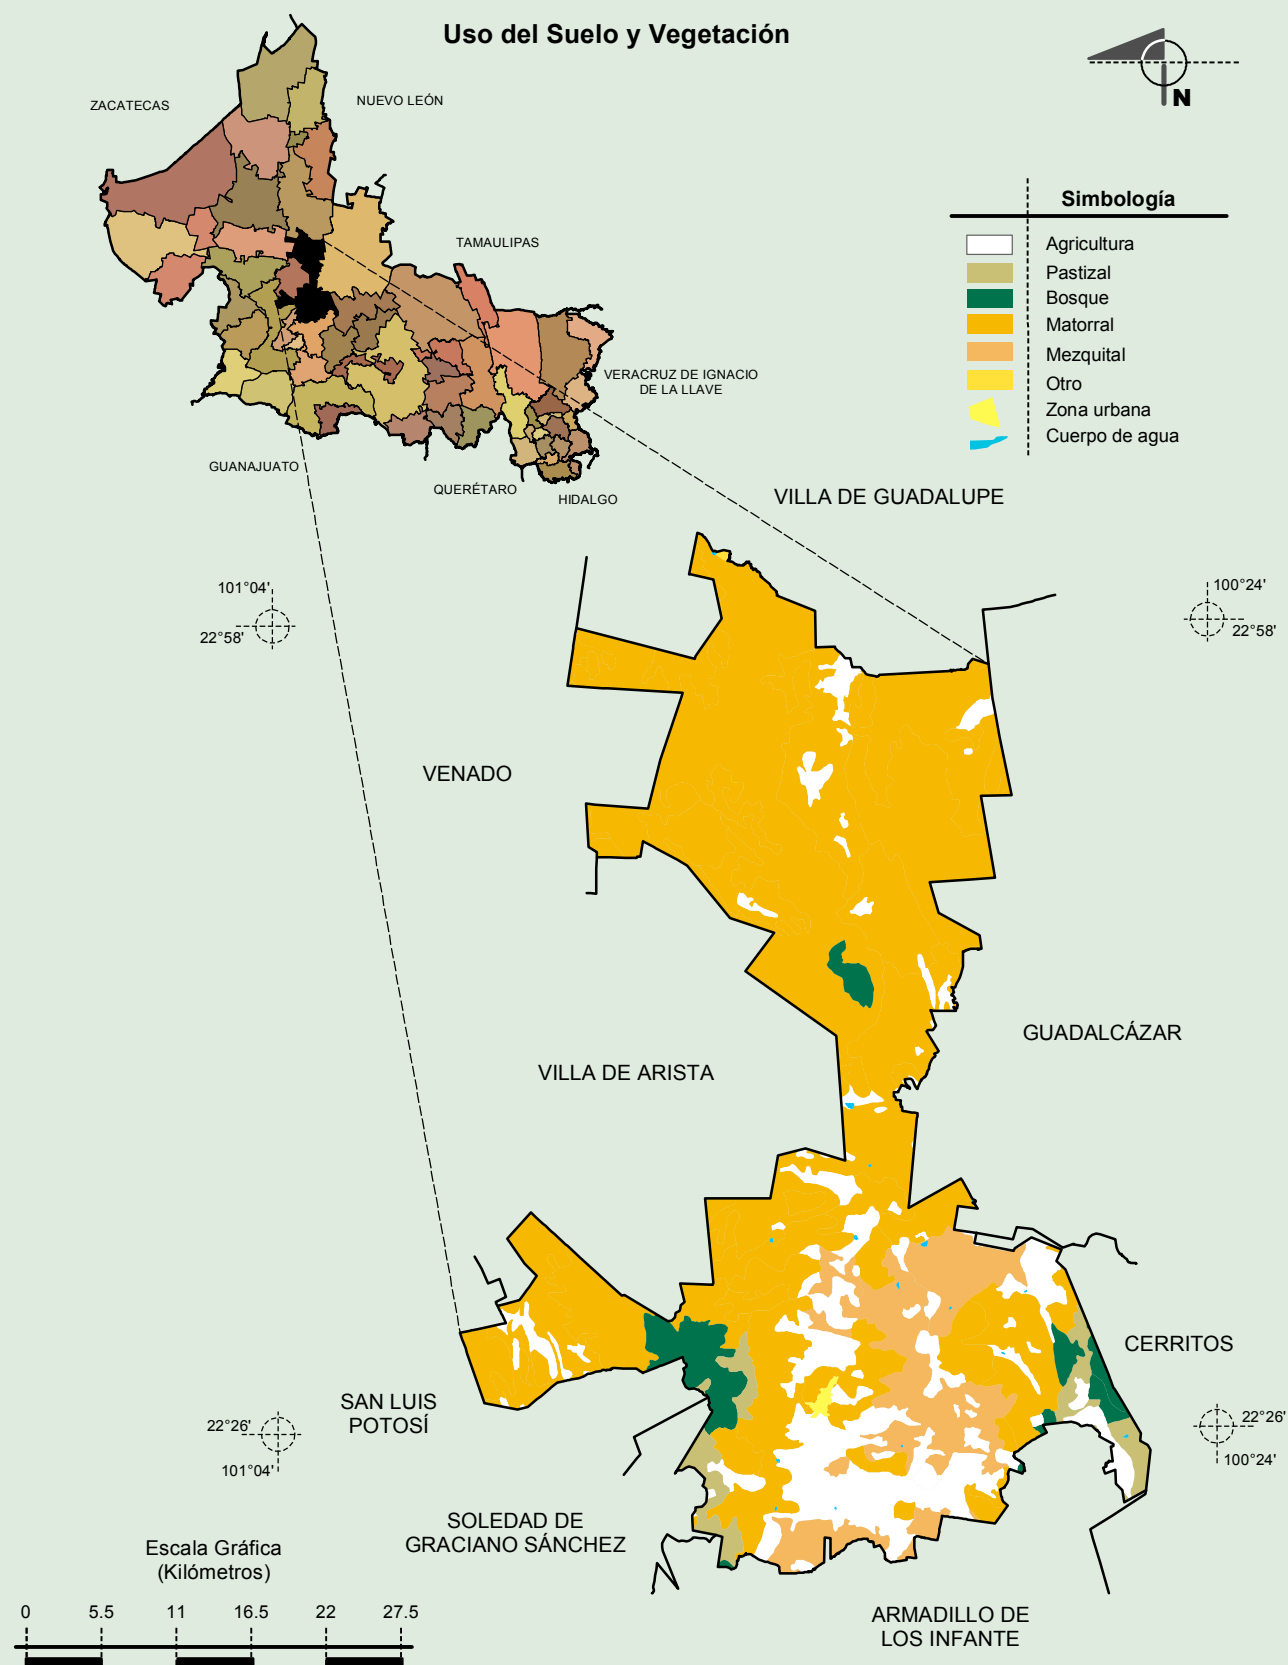 Uso del Suelo y Vegetación
N
ZACATECAS
NUEVO LEÓN
TAMAULIPAS
VERACRUZ DE IGNACIO
DE LA LLAVE
GUANAJUATO
QUERÉTARO
HIDALGO
Simbología
Agricultura
Pastizal
Bosque
Matorral
Mezquital
Otro
Zona urbana
Cuerpo de agua
VILLA DE GUADALUPE
101°04'
22°58'
100°24'
22°58'
VENADO
GUADALCÁZAR
VILLA DE ARISTA
CERRITOS
SAN LUIS
POTOSÍ
22°26'
101°04'
22°26'
100°24'
SOLEDAD DE
GRACIANO SÁNCHEZ
ARMADILLO DE
LOS INFANTE
Escala Gráfica
(Kilómetros)
0 5.5 11 16.5 22 27.5